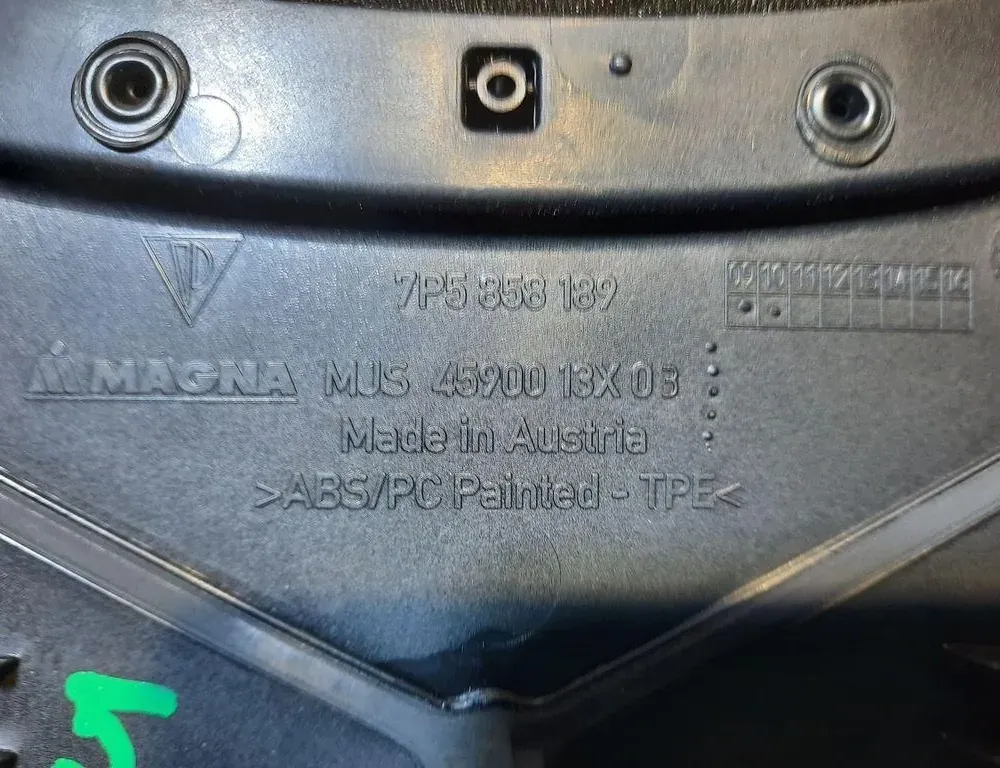 7P5 858 189
09 10 11 12 13 14 15 16
MAGNA MJS 45900 13X 03
Made in Austria
>ABS/PC Painted - TPE<
5